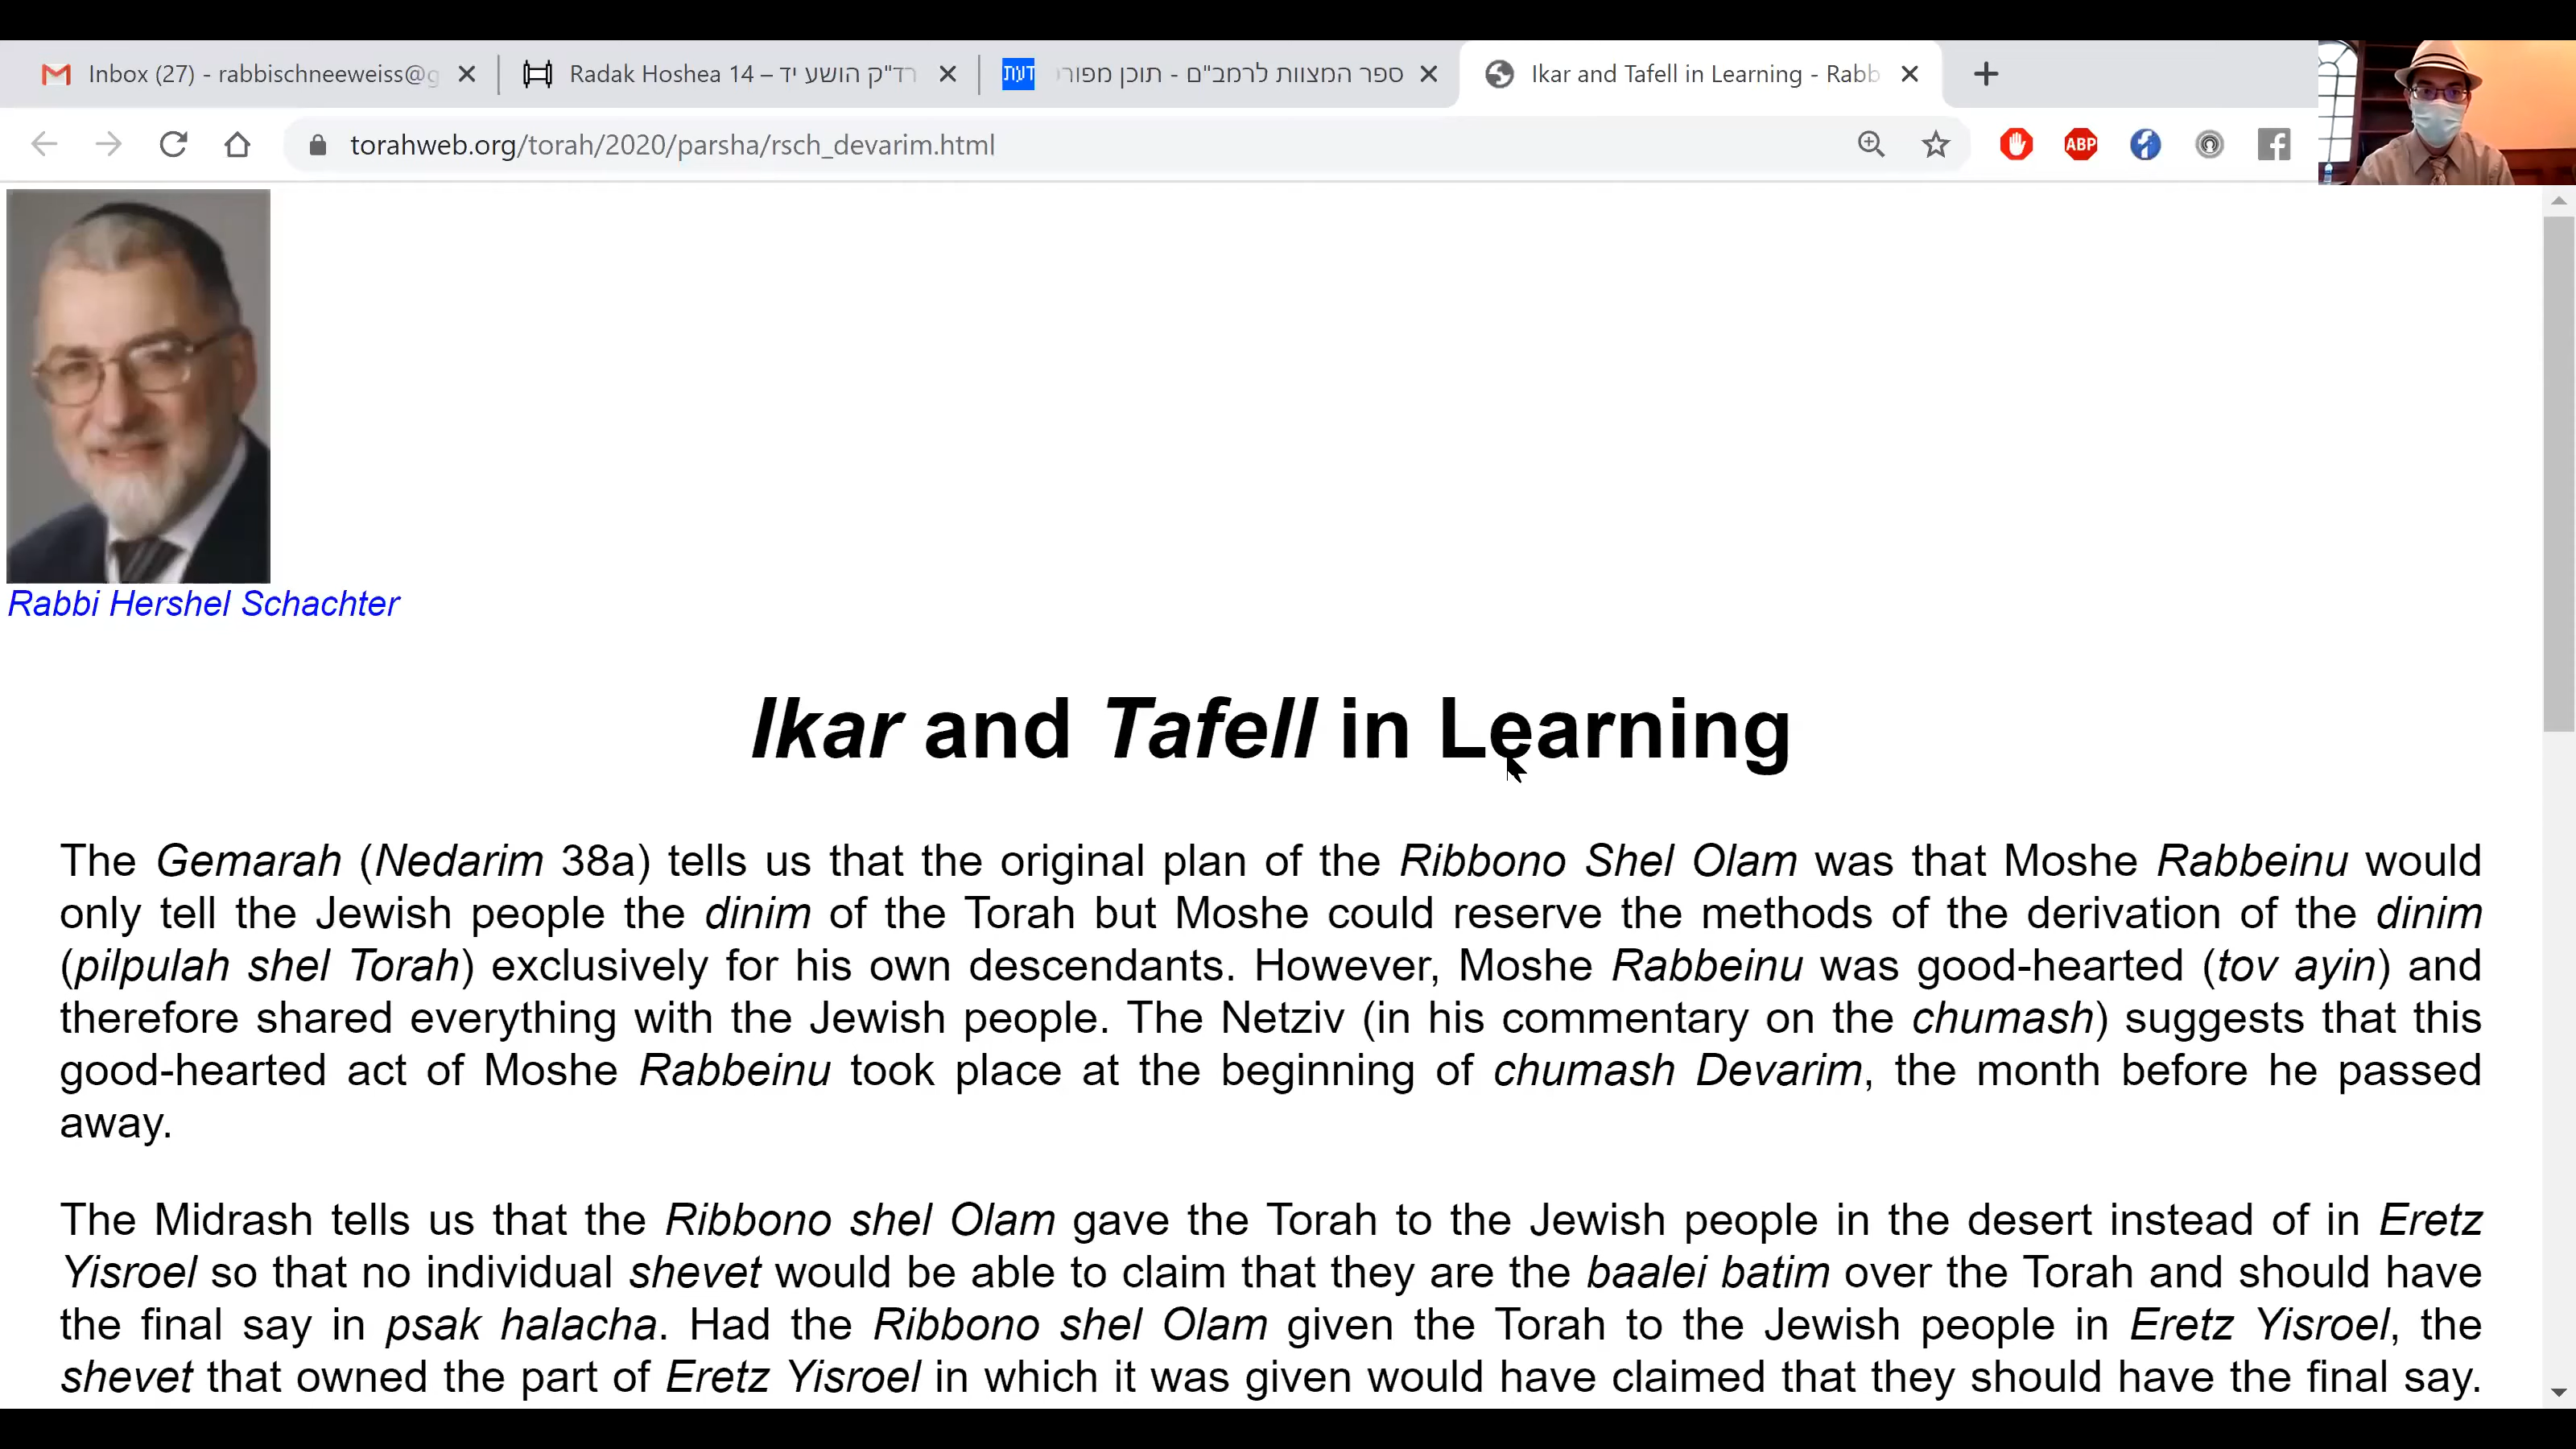 Inbox (27) - rabbischneeweiss@g
Radak Hoshea 14 – רד"ק הושע יד
דעת
ספר המצוות לרמב"ם - תוכן מפור
Ikar and Tafell in Learning - Rabb
torahweb.org/torah/2020/parsha/rsch_devarim.html
ABP
Rabbi Hershel Schachter
Ikar and Tafell in Learning
The Gemarah (Nedarim 38a) tells us that the original plan of the Ribbono Shel Olam was that Moshe Rabbeinu would
only tell the Jewish people the dinim of the Torah but Moshe could reserve the methods of the derivation of the dinim
(pilpulah shel Torah) exclusively for his own descendants. However, Moshe Rabbeinu was good-hearted (tov ayin) and
therefore shared everything with the Jewish people. The Netziv (in his commentary on the chumash) suggests that this
good-hearted act of Moshe Rabbeinu took place at the beginning of chumash Devarim, the month before he passed
away.
The Midrash tells us that the Ribbono shel Olam gave the Torah to the Jewish people in the desert instead of in Eretz
Yisroel so that no individual shevet would be able to claim that they are the baalei batim over the Torah and should have
the final say in psak halacha. Had the Ribbono shel Olam given the Torah to the Jewish people in Eretz Yisroel, the
shevet that owned the part of Eretz Yisroel in which it was given would have claimed that they should have the final say.